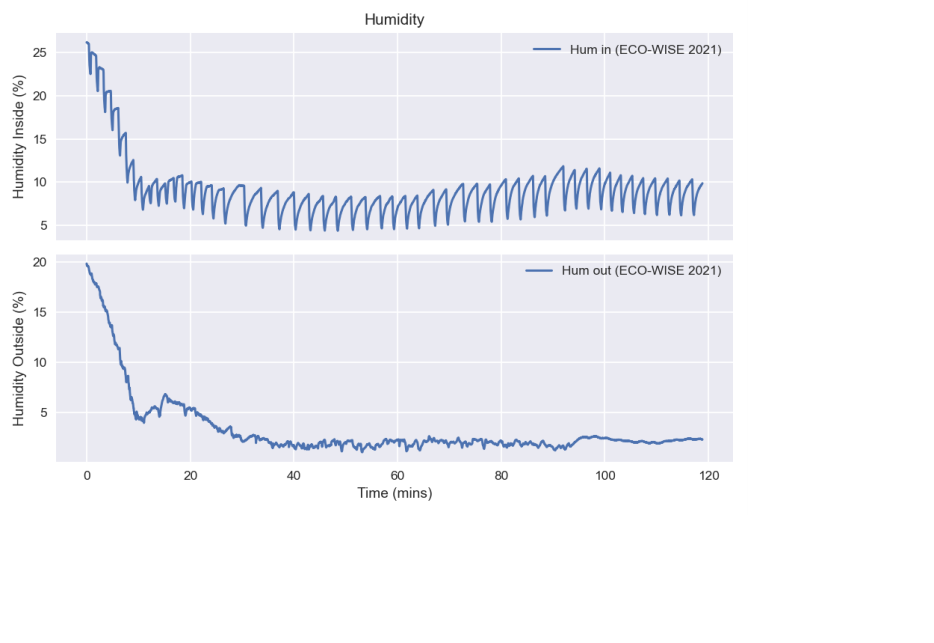 Humidity
Humidity Inside (%)
25
20
15
10
5
Hum in (ECO-WISE 2021)
Humidity Outside (%)
20
15
10
5
Hum out (ECO-WISE 2021)
0 20 40 60 80 100 120
Time (mins)